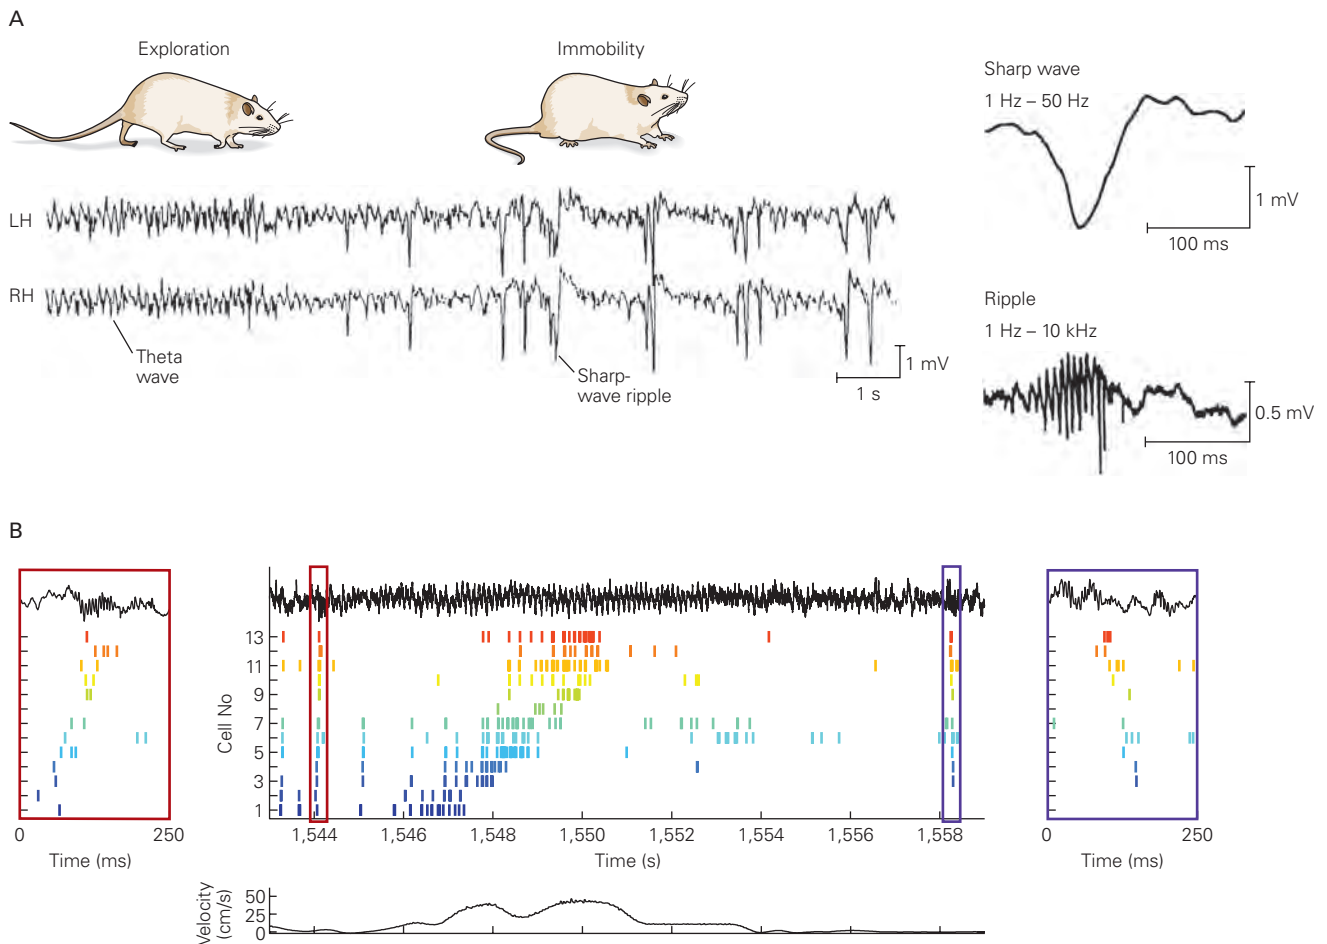 A
Exploration
Immobility
Sharp wave
1 Hz – 50 Hz
1 mV
100 ms
LH
RH
Theta
wave
Sharp-
wave ripple
1 mV
1 s
Ripple
1 Hz – 10 kHz
0.5 mV
100 ms
B
0 250
Time (ms)
Cell No
13
11
9
7
5
3
1
1,544 1,546 1,548 1,550 1,552 1,554 1,556 1,558
Time (s)
0 250
Time (ms)
Velocity
(cm/s)
50
25
0